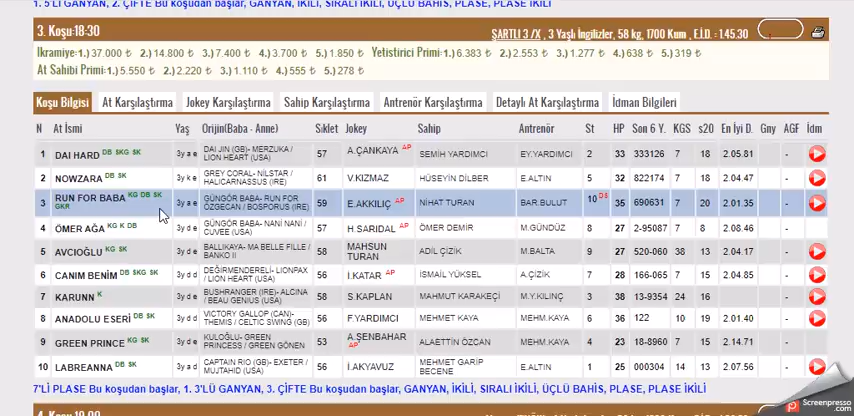 1. 5'Lİ GANYAN, 2. ÇİFTE Bu koşudan başlar, GANYAN, İKİLİ, SIRALI İKİLİ, ÜÇLÜ BAHİS, PLASE, PLASE İKİLİ
3. Koşu:18:30 ŞARTLI 3 /X , 3 Yaşlı İngilizler, 58 kg, 1700 Kum , E.İ.D. : 1.45.30
Ikramiye:1.) 37.000 ₺ 2.) 14.800 ₺ 3.) 7.400 ₺ 4.) 3.700 ₺ 5.) 1.850 ₺ Yetistirici Primi:1.) 6.383 ₺ 2.) 2.553 ₺ 3.) 1.277 ₺ 4.) 638 ₺ 5.) 319 ₺
At Sahibi Primi:1.) 5.550 ₺ 2.) 2.220 ₺ 3.) 1.110 ₺ 4.) 555 ₺ 5.) 278 ₺
Koşu Bilgisi At Karşılaştırma Jokey Karşılaştırma Sahip Karşılaştırma Antrenör Karşılaştırma Detaylı At Karşılaştırma İdman Bilgileri
N At İsmi Yaş Orijin(Baba - Anne) Sıklet Jokey Sahip Antrenör St HP Son 6 Y. KGS s20 En İyi D. Gny AGF İdm
1 DAI HARD DB SKG SK 3y a e DAI JIN (GB)- MERZUKA / LION HEART (USA) 57 A.ÇANKAYA AP SEMİH YARDIMCI EY.YARDIMCI 2 33 333126 7 18 2.05.81 -
2 NOWZARA DB SK 3y k e GREY CORAL- NİLSTAR / HALICARNASSUS (IRE) 61 V.KIZMAZ HÜSEYİN DİLBER E.ALTIN 5 32 822174 7 18 2.04.47 -
3 RUN FOR BABA KG DB SK GKR 3y a e GÜNGÖR BABA- RUN FOR ÖZGECAN / BOSPORUS (IRE) 59 E.AKKILIÇ AP NİHAT TURAN BAR.BULUT 10 DS 35 690631 7 20 2.01.35 -
4 ÖMER AĞA KG K DB 3y d e GÜNGÖR BABA- NANİ NANİ / CUVEE (USA) 57 H.SARIDAL AP ÖMER DEMİR M.GÜNDÜZ 8 27 2-95087 7 8 2.08.46 -
5 AVCIOĞLU KG SK 3y d e BALLIKAYA- MA BELLE FILLE / BANKO II 58 MAHSUN TURAN ADİL ÇİZİK M.BALTA 9 27 520-060 38 13 2.04.17 -
6 CANIM BENİM DB SKG SK 3y d d DEĞİRMENDERELİ- LIONPAX / LION HEART (USA) 56 İ.KATAR AP İSMAİL YÜKSEL A.ÇİZİK 7 28 166-065 7 15 2.04.85 -
7 KARUNN K 3y d e BUSHRANGER (IRE)- ALCINA / BEAU GENIUS (USA) 58 S.KAPLAN MAHMUT KARAKEÇİ M.Y.KILINÇ 3 38 13-9354 24 16 -
8 ANADOLU ESERİ DB SK 3y d d VICTORY GALLOP (CAN)- THEMIS / CELTIC SWING (GB) 56 F.YARDIMCI MEHMET KAYA MEHM.KAYA 6 36 122 10 19 2.01.40 -
9 GREEN PRINCE KG SK 3y d e KULOĞLU- GREEN PRINCESS / GREEN GÖNEN 53 A.ŞENBAHAR AP ALAETTİN ÖZCAN MEHM.KAYA 4 23 18-8960 7 15 2.14.71 -
10 LABREANNA DB SK 3y a d CAPTAIN RIO (GB)- EXETER / MUJTAHID (USA) 56 İ.AKYAVUZ MEHMET GARİP BECENE E.ALTIN 1 25 000304 14 13 2.07.56 -
7'Lİ PLASE Bu koşudan başlar, 1. 3'LÜ GANYAN, 3. ÇİFTE Bu koşudan başlar, GANYAN, İKİLİ, SIRALI İKİLİ, ÜÇLÜ BAHİS, PLASE, PLASE İKİLİ
4. Koşu:19:00
Screenpresso
.com